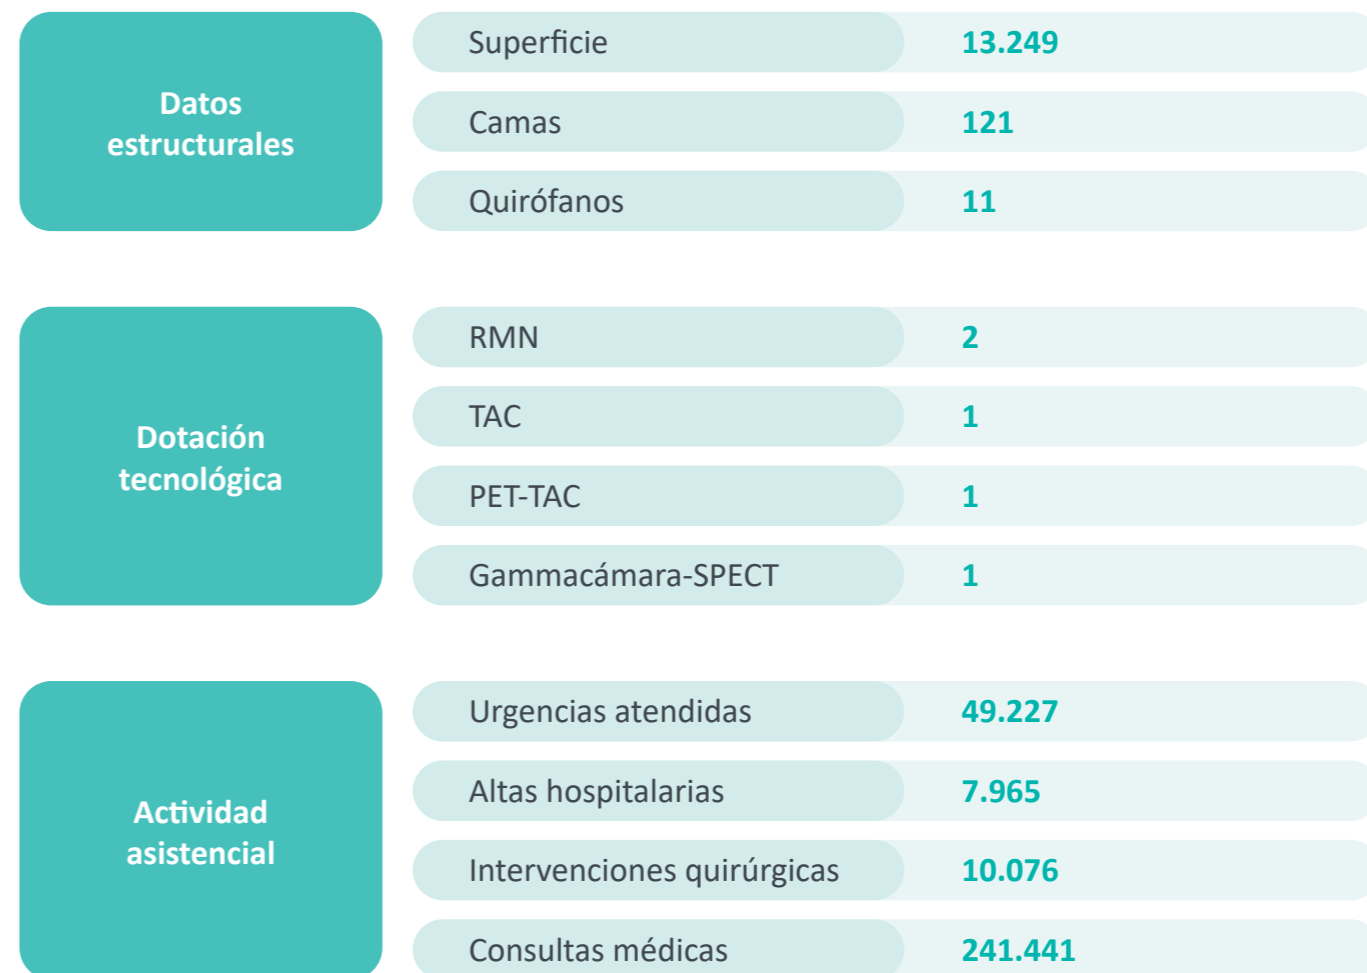 Datos
estructurales
Superficie 13.249
Camas 121
Quirófanos 11
Dotación
tecnológica
RMN 2
TAC 1
PET-TAC 1
Gammacámara-SPECT 1
Actividad
asistencial
Urgencias atendidas 49.227
Altas hospitalarias 7.965
Intervenciones quirúrgicas 10.076
Consultas médicas 241.441